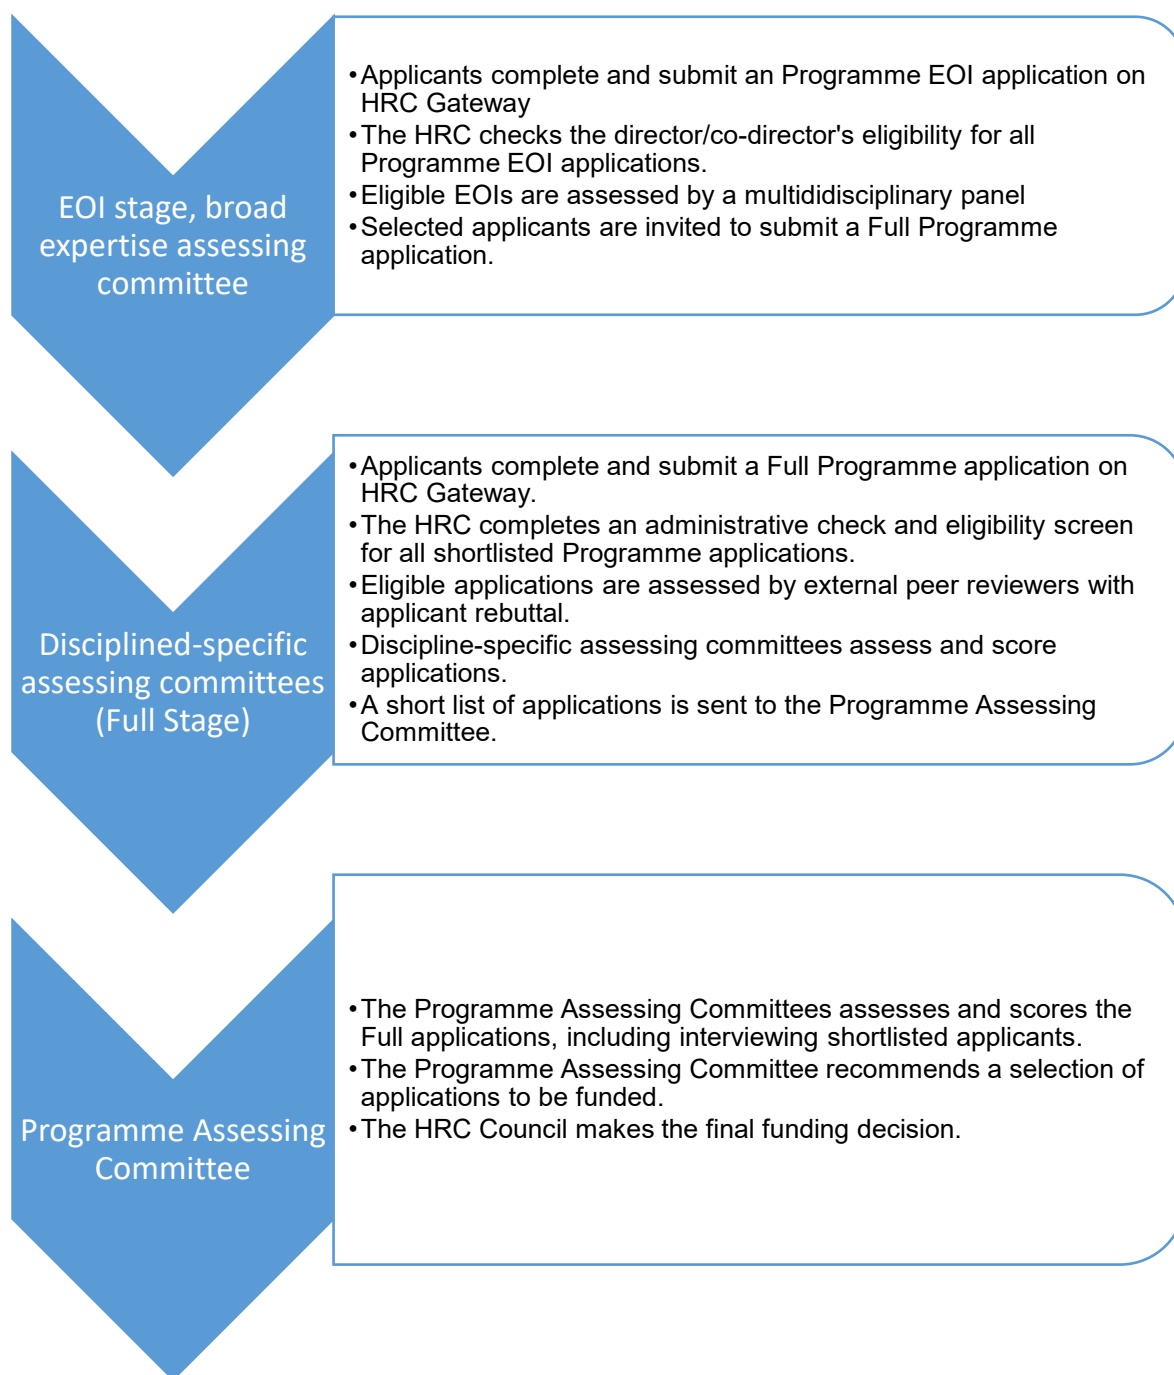 EOI stage, broad
expertise assessing
committee
•Applicants complete and submit an Programme EOI application on
HRC Gateway
•The HRC checks the director/co-director's eligibility for all
Programme EOI applications.
•Eligible EOIs are assessed by a multididisciplinary panel
•Selected applicants are invited to submit a Full Programme
application.
Disciplined-specific
assessing committees
(Full Stage)
•Applicants complete and submit a Full Programme application on
HRC Gateway.
•The HRC completes an administrative check and eligibility screen
for all shortlisted Programme applications.
•Eligible applications are assessed by external peer reviewers with
applicant rebuttal.
•Discipline-specific assessing committees assess and score
applications.
•A short list of applications is sent to the Programme Assessing
Committee.
Programme Assessing
Committee
•The Programme Assessing Committees assesses and scores the
Full applications, including interviewing shortlisted applicants.
•The Programme Assessing Committee recommends a selection of
applications to be funded.
•The HRC Council makes the final funding decision.